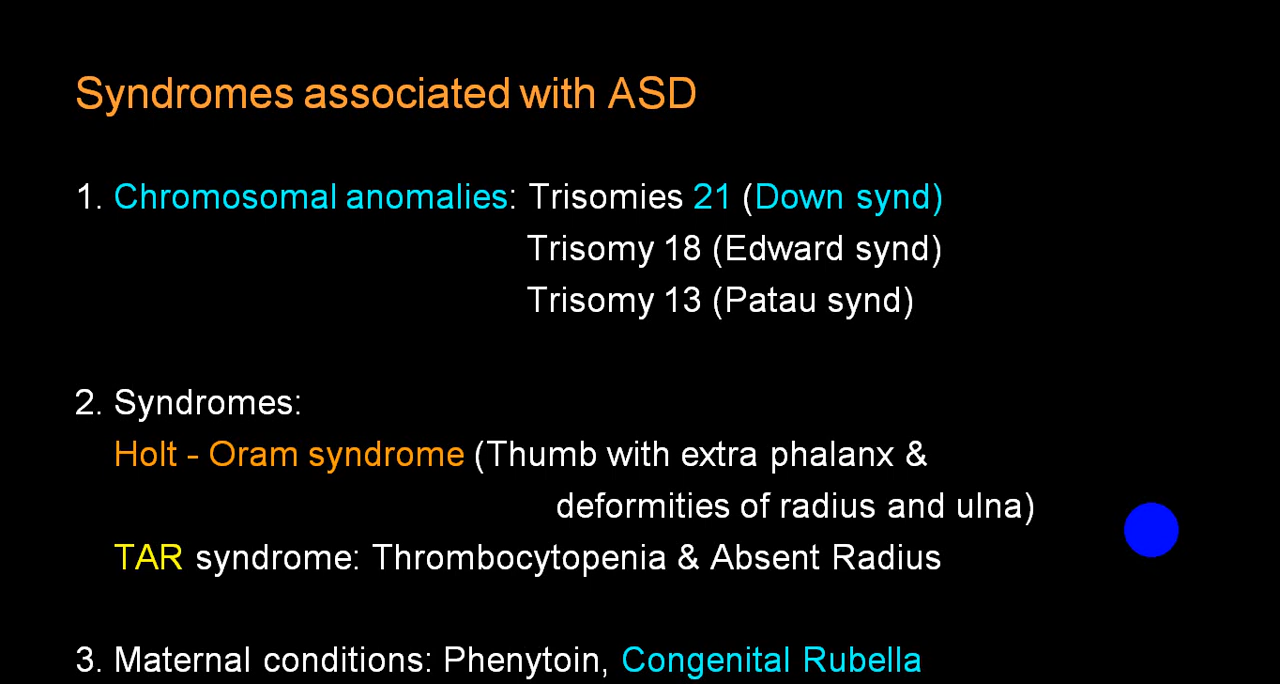 Syndromes associated with ASD
1. Chromosomal anomalies: Trisomies 21 (Down synd)
Trisomy 18 (Edward synd)
Trisomy 13 (Patau synd)
2. Syndromes:
Holt - Oram syndrome (Thumb with extra phalanx &
deformities of radius and ulna)
TAR syndrome: Thrombocytopenia & Absent Radius
3. Maternal conditions: Phenytoin, Congenital Rubella